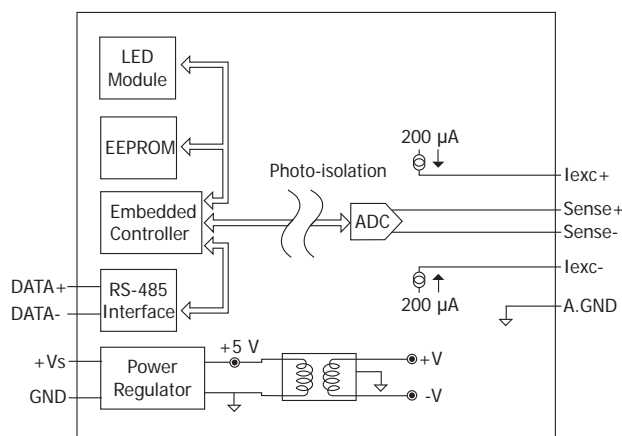 LED
Module
EEPROM
Embedded
Controller
Photo-isolation
ADC
200 µA
Iexc+
Sense+
Sense-
Iexc-
200 µA
A.GND
DATA+
DATA-
RS-485
Interface
+Vs
GND
Power
Regulator
+5 V
+V
-V